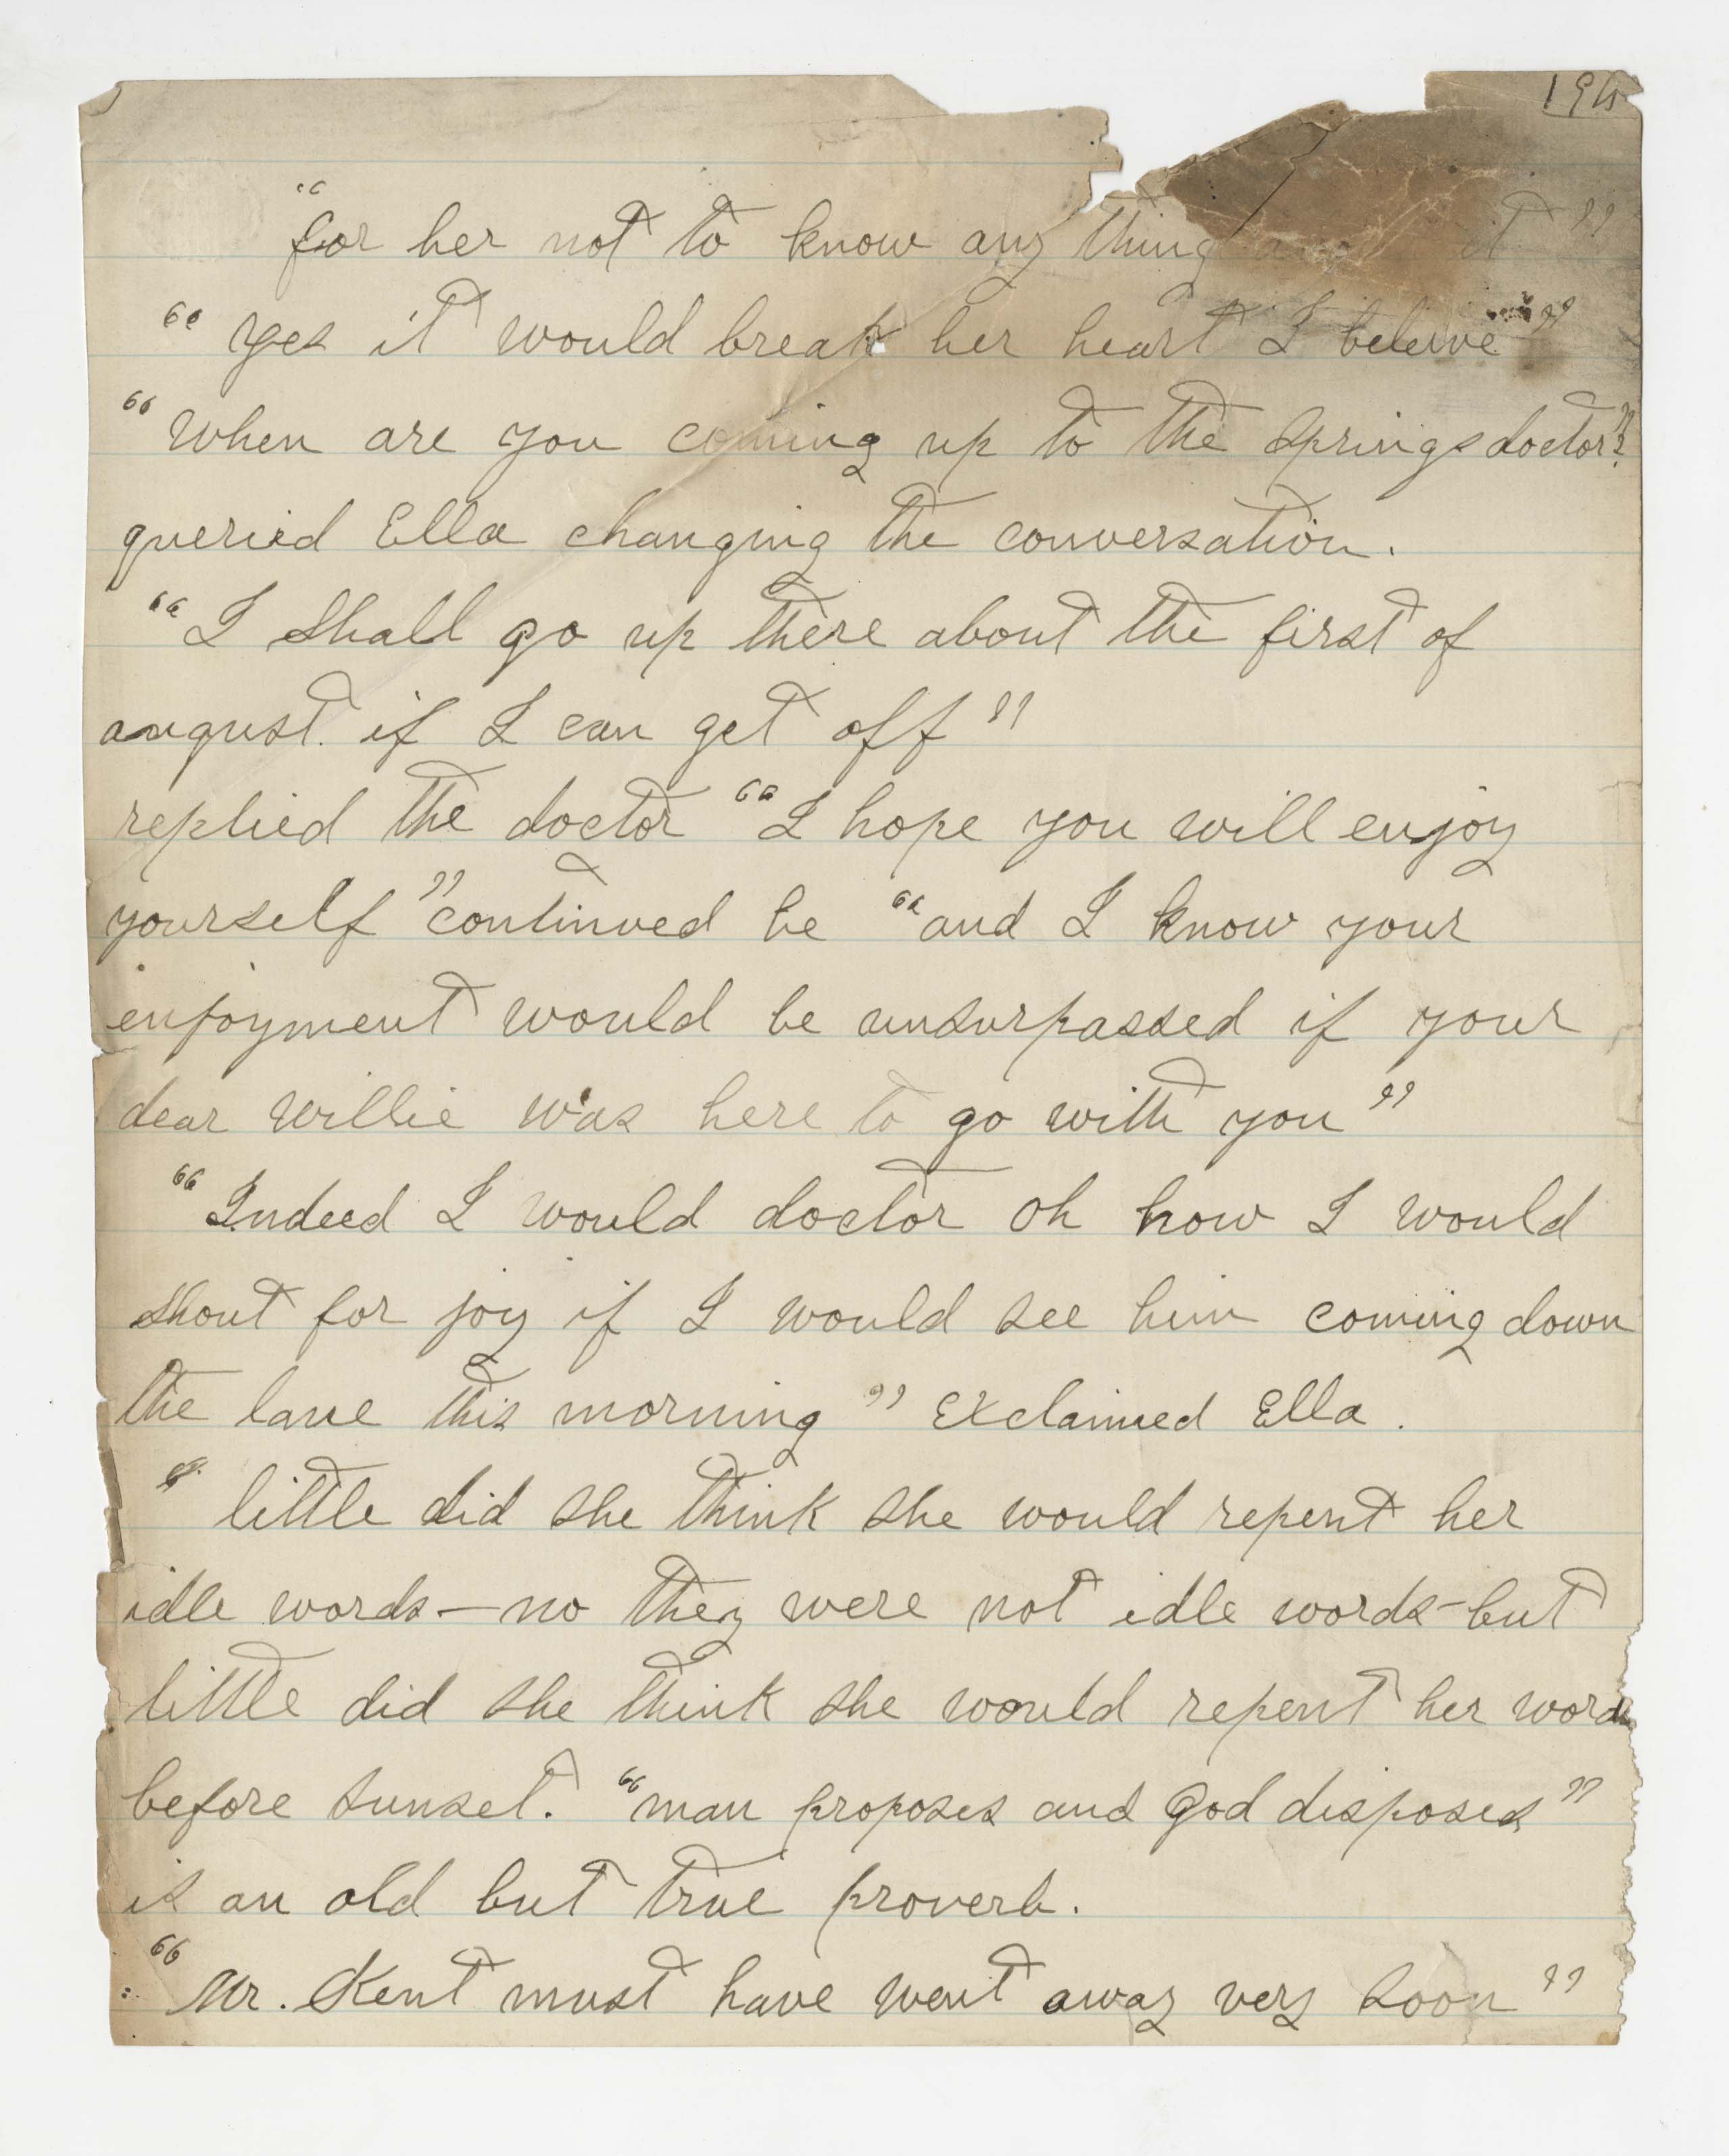 "for her not to know any thing it"
"yes it would break her heart I beleive"
"When are you coming up to the Springs doctor"?
queried Ella changing the conversation.
"I shall go up there about the first of
august. if I can get off"
replied the doctor "I hope you will enjoy
yourself" continued he "and I know your
enjoyment would be unsurpassed if your
dear willie was here to go with you"
"Indeed I would doctor oh how I would
shout for joy if I would see him coming down
the lane this morning" exclaimed Ella.
little did she think she would repent her
idle words—no they were not idle words—but
little did she think she would repent her words
before sunset. "man proposes and God disposes"
is an old but true proverb.
"Mr. Kent must have went away very soon"